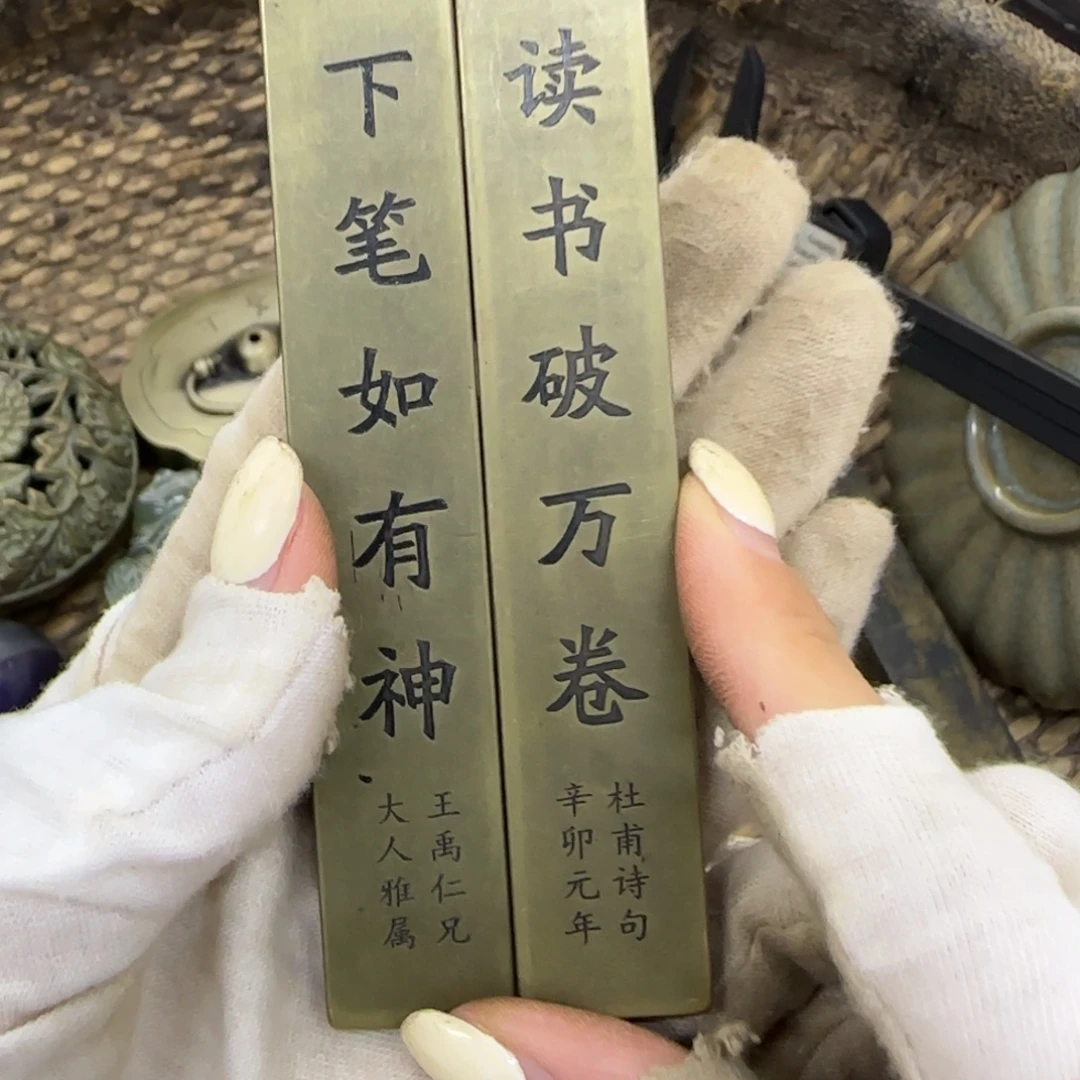 读书破万卷
杜甫诗句
辛卯元年
下笔如有神
王禹仁兄
大人雅属